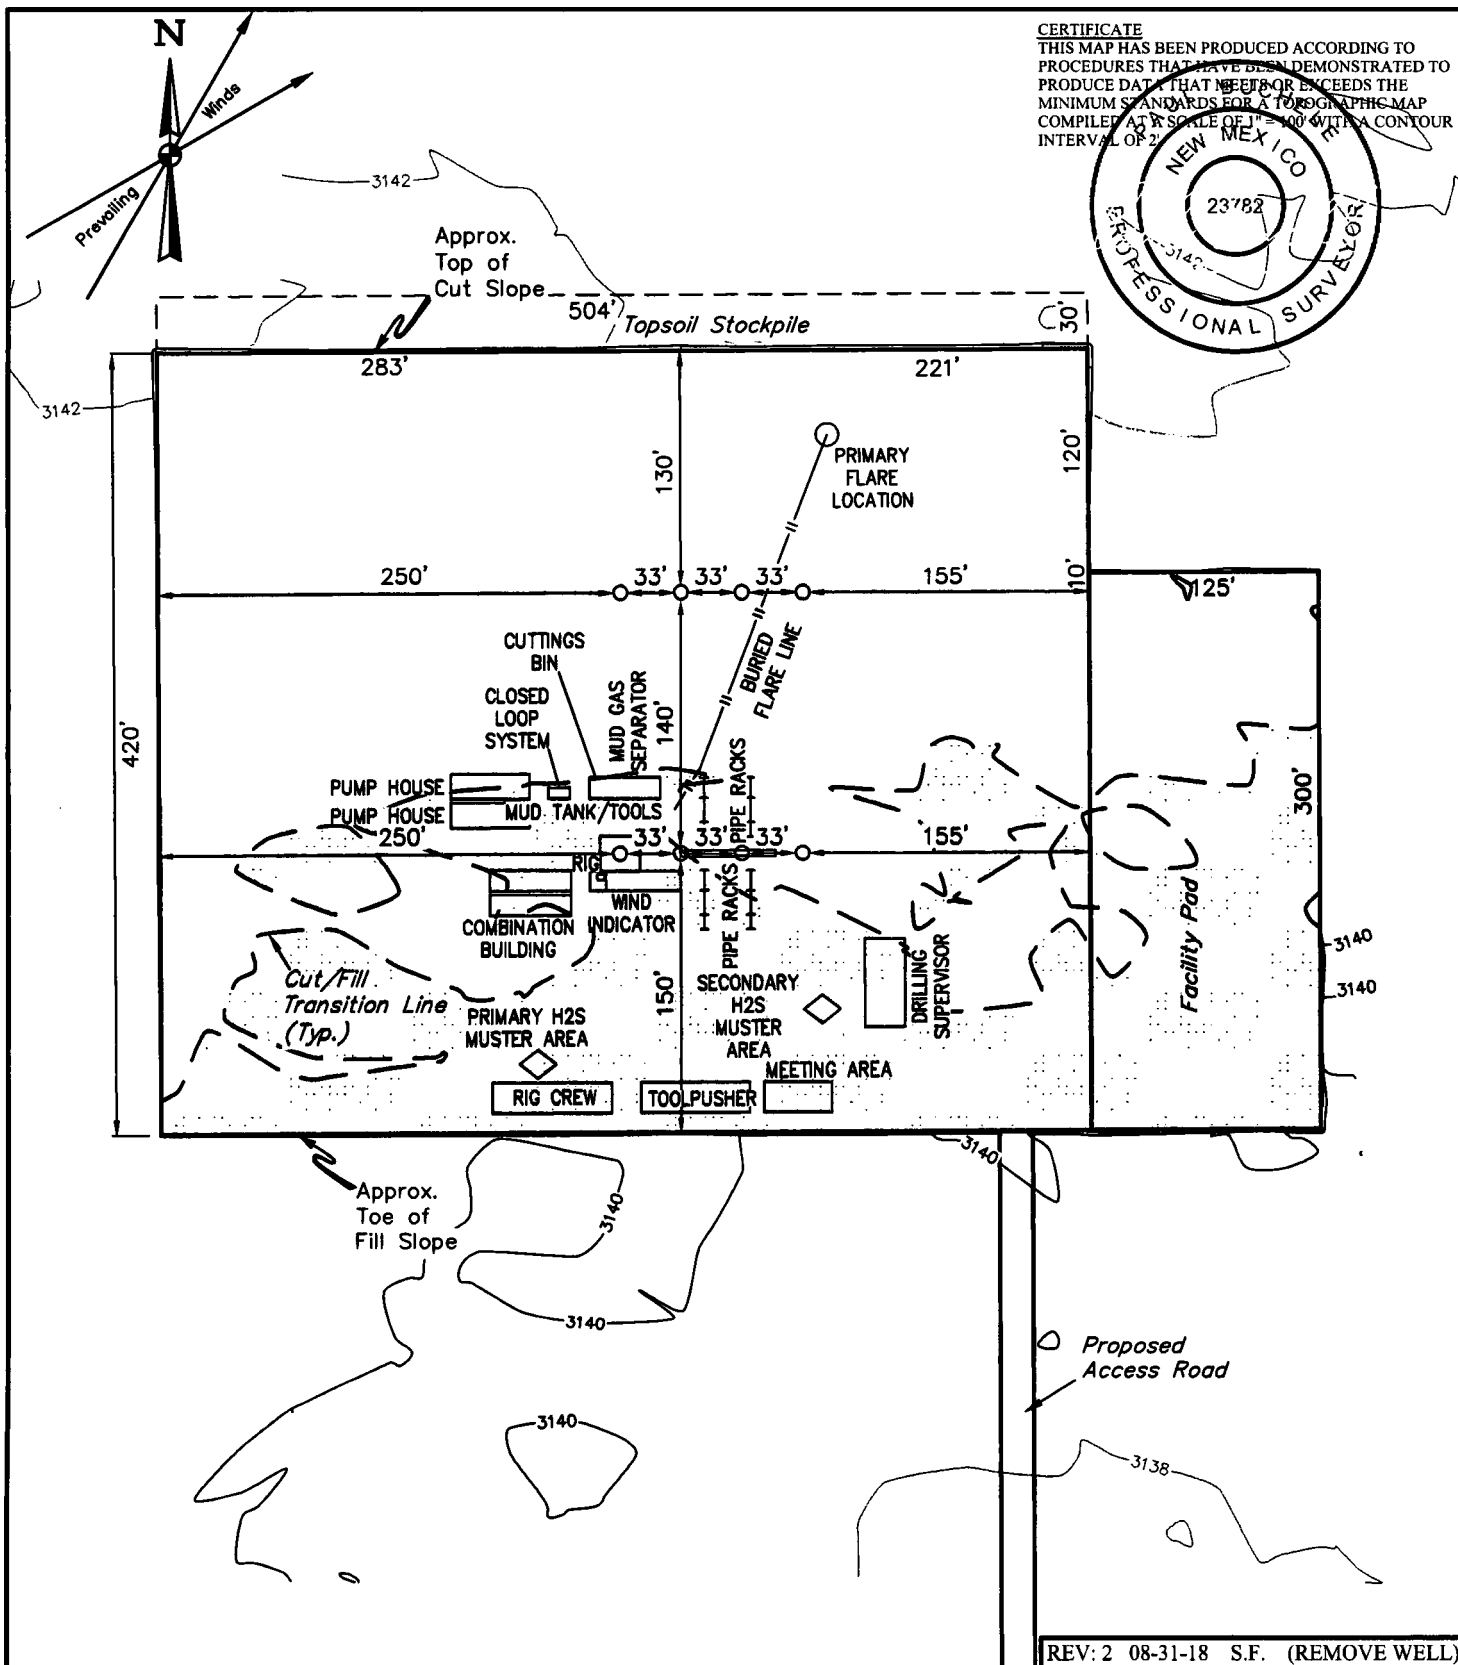 N
Winds
Prevailing
CERTIFICATE
THIS MAP HAS BEEN PRODUCED ACCORDING TO
PROCEDURES THAT HAVE BEEN DEMONSTRATED TO
PRODUCE DATA THAT MEETS OR EXCEEDS THE
MINIMUM STANDARDS FOR A TOPOGRAPHIC MAP
COMPILED AT A SCALE OF 1" = 100' WITH A CONTOUR
INTERVAL OF 2'
NEW MEXICO
23782
PROFESSIONAL SURVEYOR
3142
3142
Approx.
Top of
Cut Slope
504'
Topsoil Stockpile
30'
283'
221'
3142
130'
120'
PRIMARY
FLARE
LOCATION
250'
33'
33'
33'
155'
10'
125'
CUTTINGS
BIN
CLOSED
LOOP
SYSTEM
MUD GAS
SEPARATOR
140'
BURIED
FLARE LINE
420'
300'
PUMP HOUSE
PUMP HOUSE
MUD TANK/TOOLS
PIPE RACKS
250'
33'
33'
33'
155'
RIG
WIND
INDICATOR
COMBINATION
BUILDING
PIPE RACKS
Cut/Fill
Transition Line
(Typ.)
PRIMARY H2S
MUSTER AREA
150'
SECONDARY
H2S
MUSTER
AREA
DRILLING
SUPERVISOR
Facility Pad
3140
3140
MEETING AREA
RIG CREW
TOOLPUSHER
3140
Approx.
Toe of
Fill Slope
3140
3140
Proposed
Access Road
3140
3138
REV: 2 08-31-18 S.F. (REMOVE WELL)